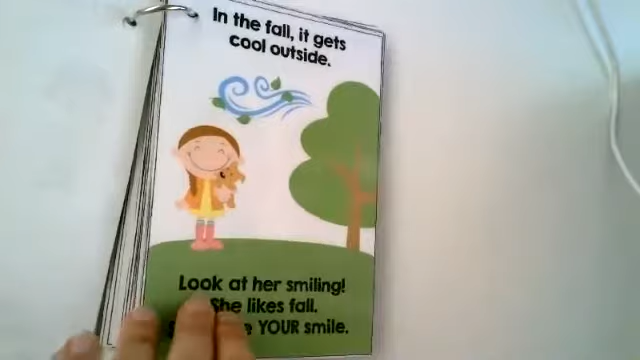 In the fall, it gets
cool outside.
Look at her smiling!
She likes fall.
YOUR smile.